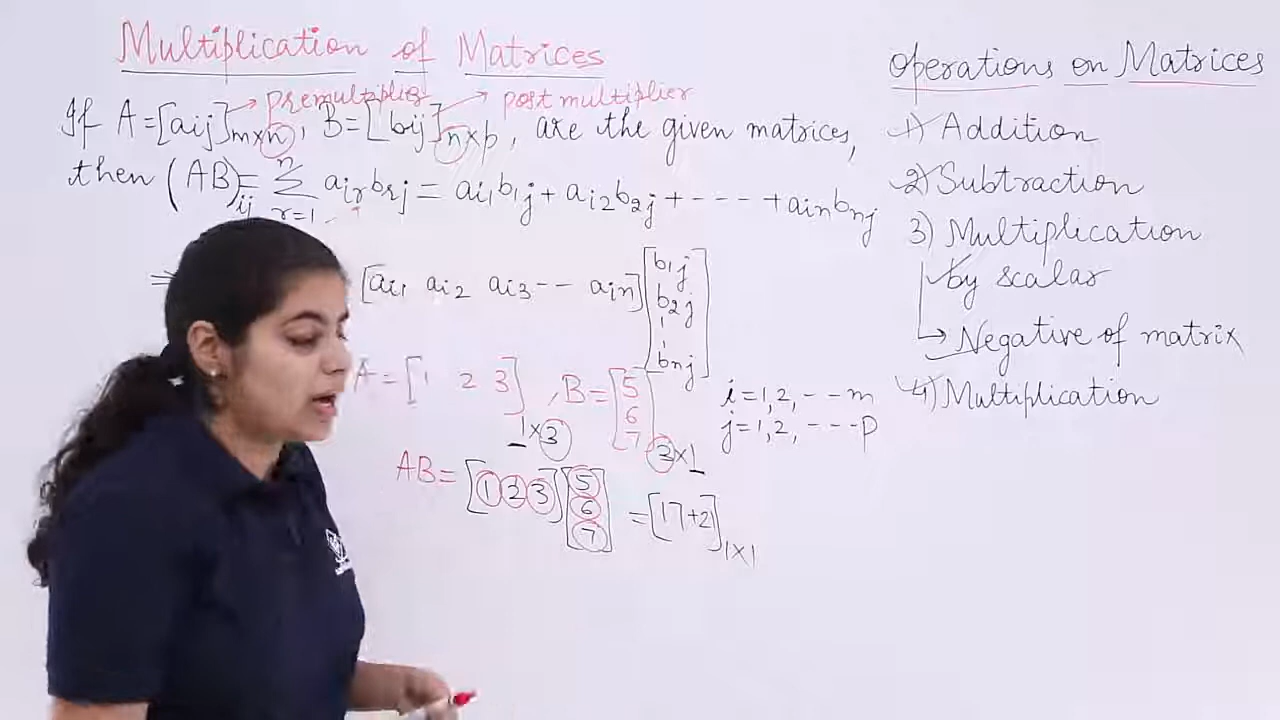 Multiplication of Matrices
premultiplier post multiplier
If A=[aij]m×n, B=[bij]n×p, are the given matrices,
then (AB)ij = n∑r=1 air brj = ai1b1j + ai2b2j + ---- + ain bnj
⇒ [ai1 ai2 ai3 -- ain] [b1j b2j ¦ bnj]
A = [1 2 3]1×3, B = [5 6 7]3×1
i=1,2,--m
j=1,2,---p
AB = [1 2 3] [5 6 7] = [17+2]1×1
operations on Matrices
1) Addition
2) Subtraction
3) Multiplication
by scalar
→ Negative of matrix
4) Multiplication